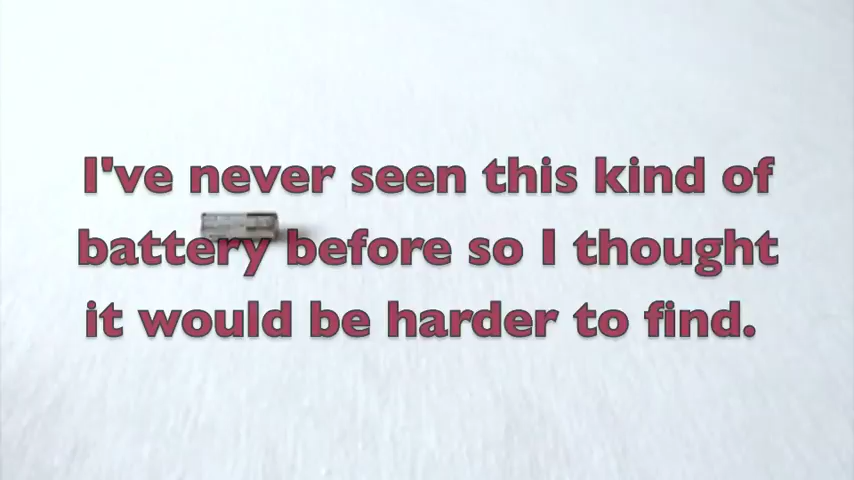 I've never seen this kind of
battery before so I thought
it would be harder to find.